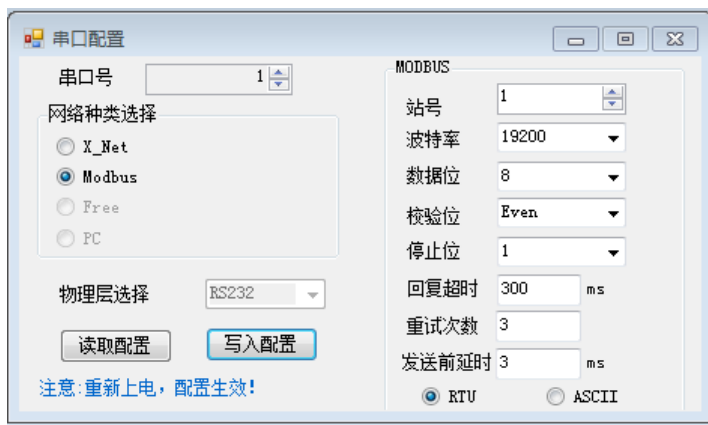 串口配置
串口号 1
网络种类选择
X_Net
Modbus
Free
PC
物理层选择 RS232
读取配置 写入配置
注意:重新上电，配置生效!
MODBUS
站号 1
波特率 19200
数据位 8
校验位 Even
停止位 1
回复超时 300 ms
重试次数 3
发送前延时 3 ms
RTU ASCII